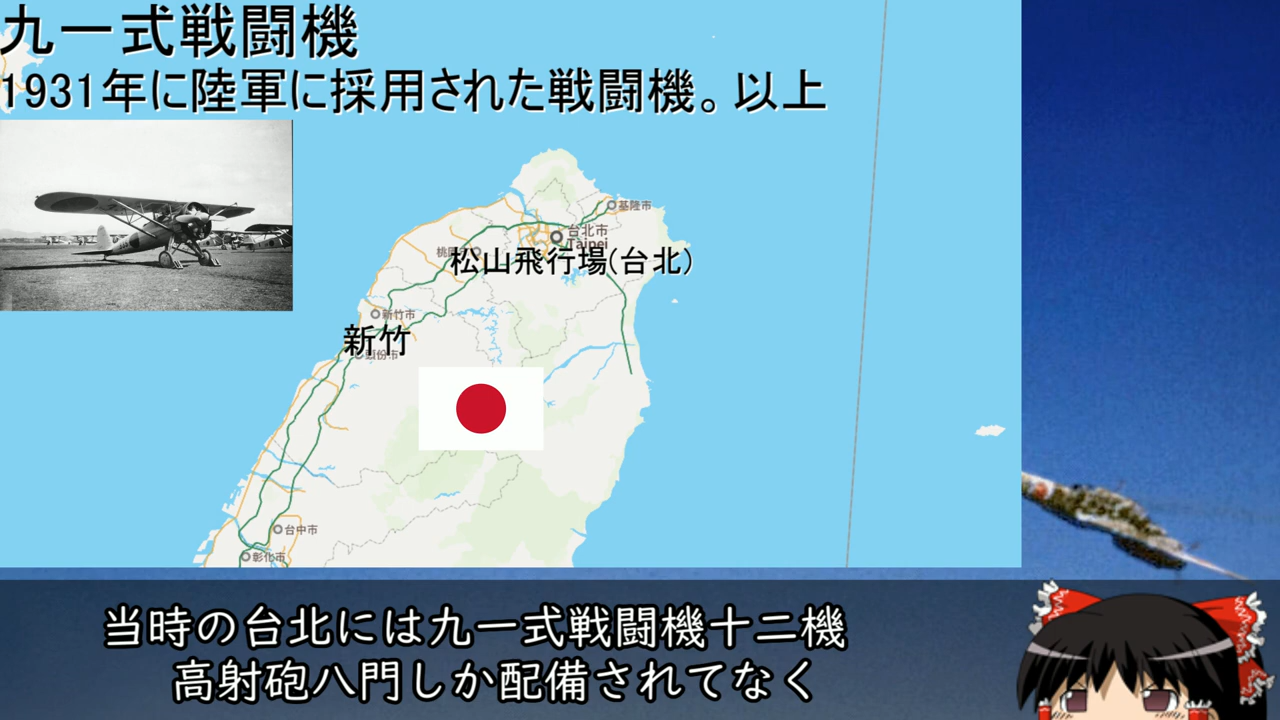 九一式戦闘機
1931年に陸軍に採用された戦闘機。以上
基隆市
台北市
Taipei
松山飛行場(台北)
新竹市
新竹
頭份市
台中市
彰化市
当時の台北には九一式戦闘機十二機
高射砲八門しか配備されてなく